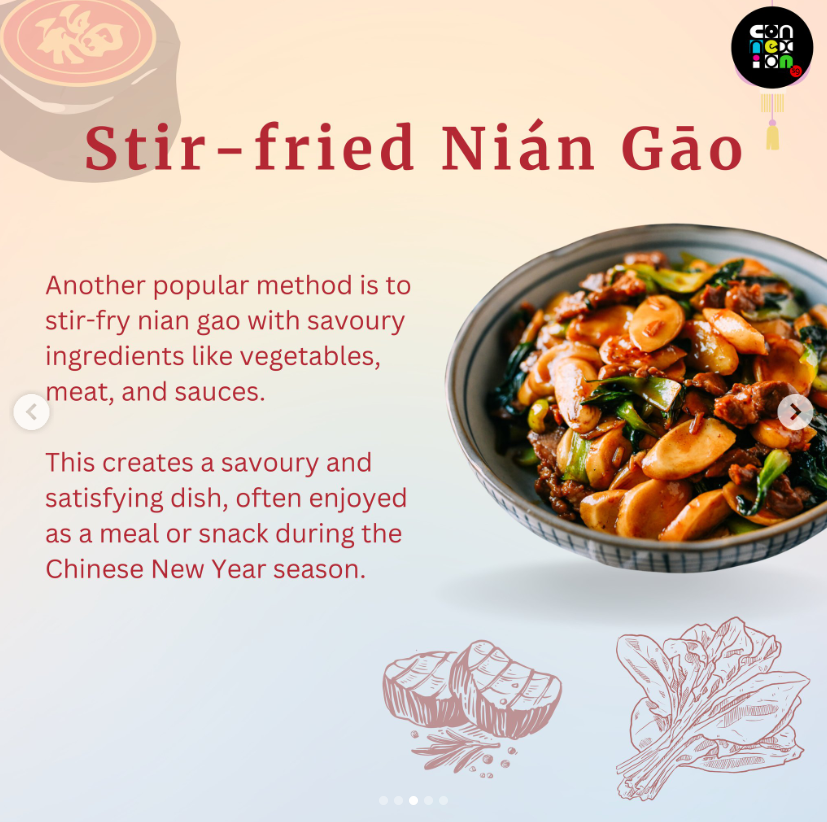 con
nex
ion
SG
福
Stir-fried Nián Gāo
Another popular method is to
stir-fry nian gao with savoury
ingredients like vegetables,
meat, and sauces.
This creates a savoury and
satisfying dish, often enjoyed
as a meal or snack during the
Chinese New Year season.